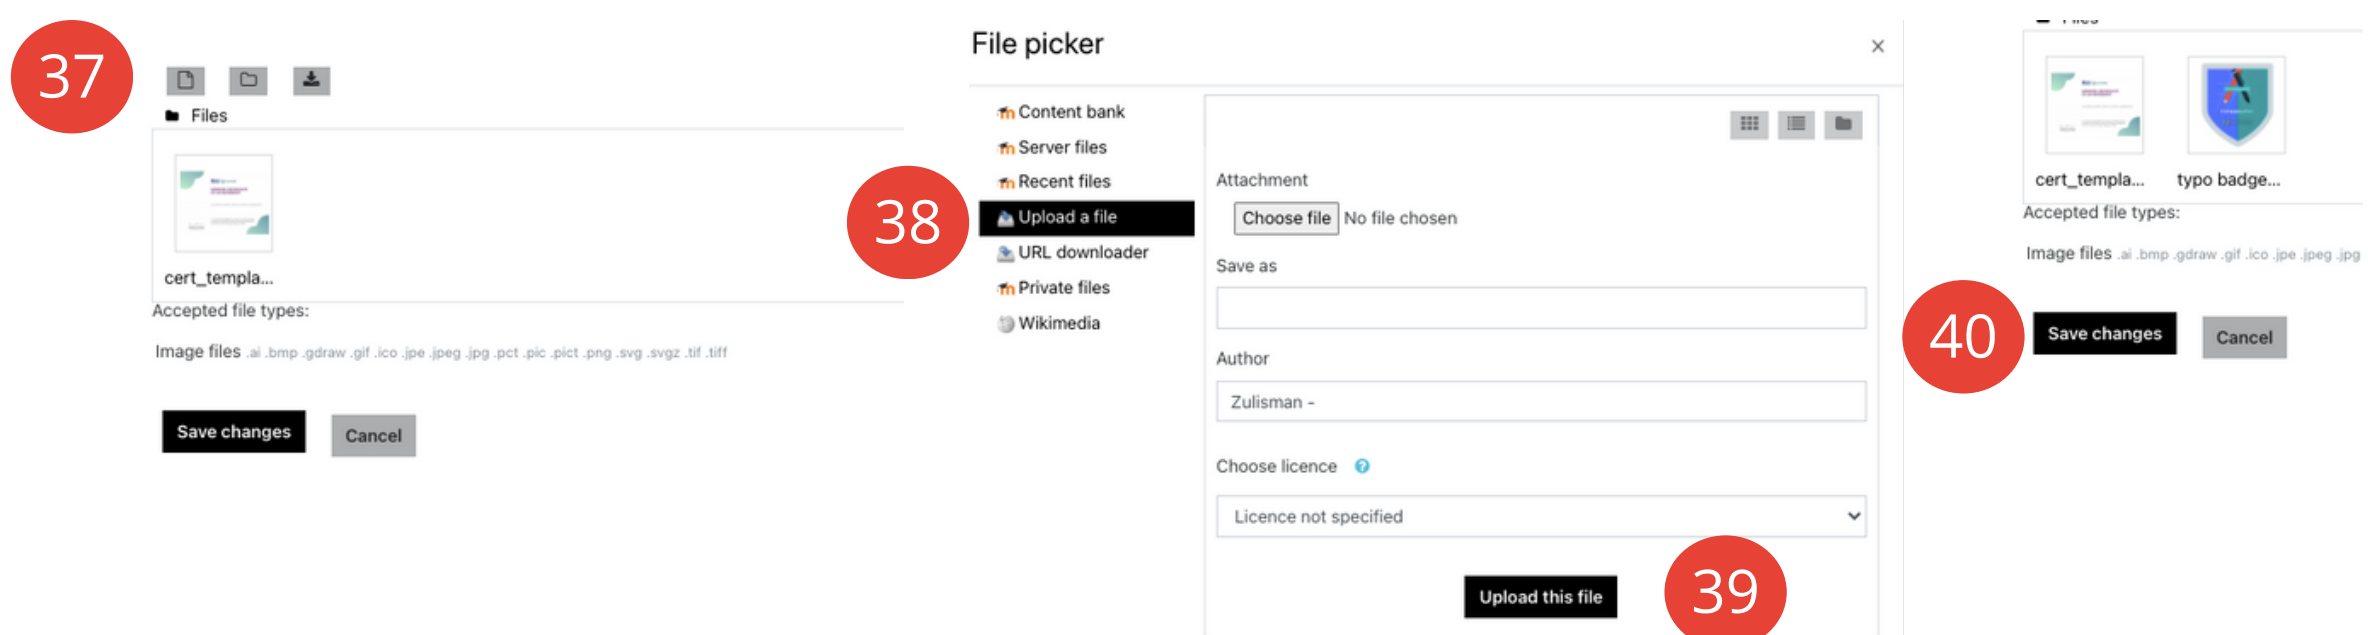 37
Files
cert_templa...
Accepted file types:
Image files .ai .bmp .gdraw .gif .ico .jpe .jpeg .jpg .pct .pic .pict .png .svg .svgz .tif .tiff
Save changes
Cancel
38
File picker
×
Content bank
Server files
Recent files
Upload a file
URL downloader
Private files
Wikimedia
Attachment
Choose file No file chosen
Save as
Author
Zulisman -
Choose licence ?
Licence not specified
Upload this file
39
Files
cert_templa...
typo badge...
Accepted file types:
Image files .ai .bmp .gdraw .gif .ico .jpe .jpeg .jpg
40
Save changes
Cancel